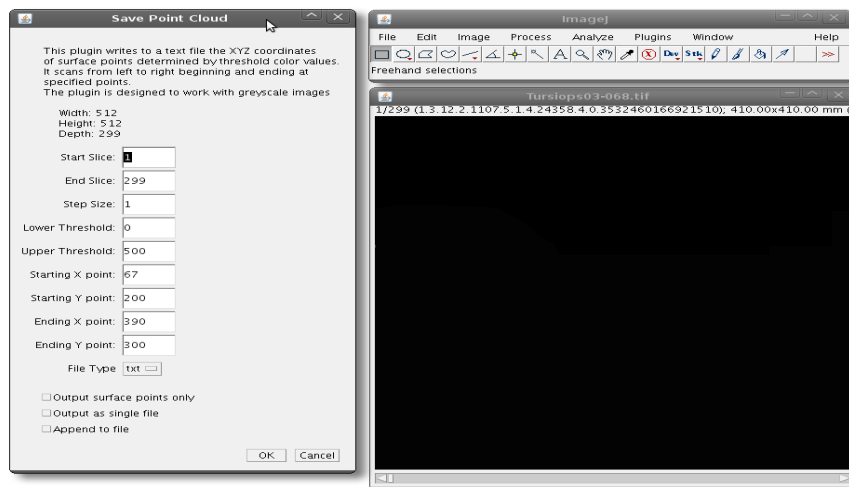 Save Point Cloud
This plugin writes to a text file the XYZ coordinates
of surface points determined by threshold color values.
It scans from left to right beginning and ending at
specified points.
The plugin is designed to work with greyscale images
Width: 512
Height: 512
Depth: 299
Start Slice: 1
End Slice: 299
Step Size: 1
Lower Threshold: 0
Upper Threshold: 500
Starting X point: 67
Starting Y point: 200
Ending X point: 390
Ending Y point: 300
File Type txt
Output surface points only
Output as single file
Append to file
OK Cancel
ImageJ
File Edit Image Process Analyze Plugins Window Help
A Dev Stk >>
Freehand selections
Tursiops03-068.tif
1/299 (1.3.12.2.1107.5.1.4.24358.4.0.3532460166921510); 410.00x410.00 mm (